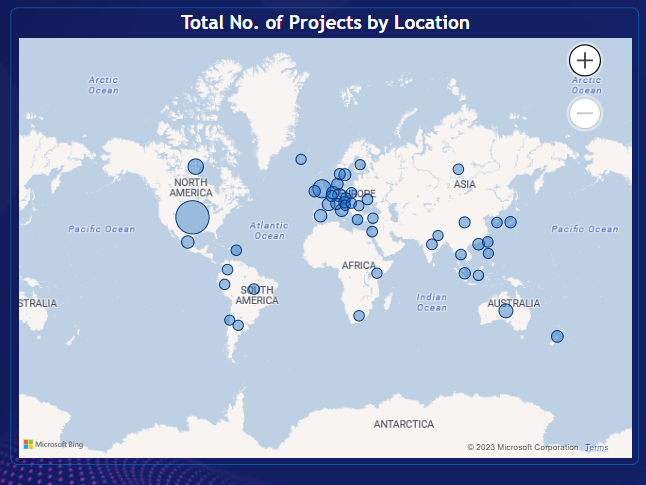 Total No. of Projects by Location
Arctic
Ocean
Arctic
Ocean
NORTH
AMERICA
ASIA
Pacific Ocean
Atlantic
Ocean
Pacific Ocean
AFRICA
SOUTH
AMERICA
Indian
Ocean
STRALIA
AUSTRALIA
ANTARCTICA
Microsoft Bing
© 2023 Microsoft Corporation Terms